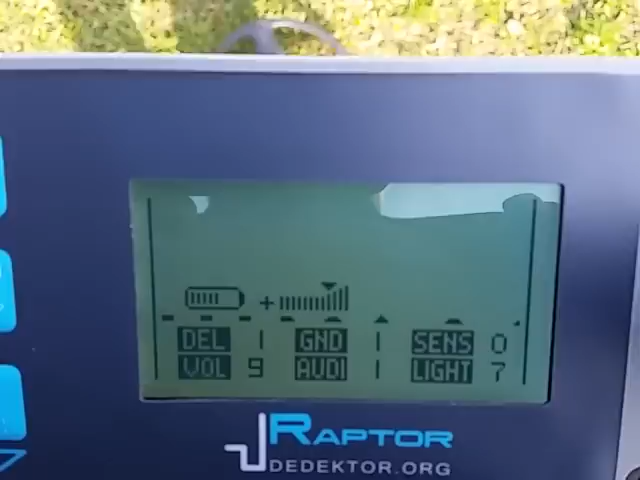 DEL 1 GND 1 SENS 0
VOL 9 AUDI 1 LIGHT 7
RAPTOR
DEDEKTOR.ORG